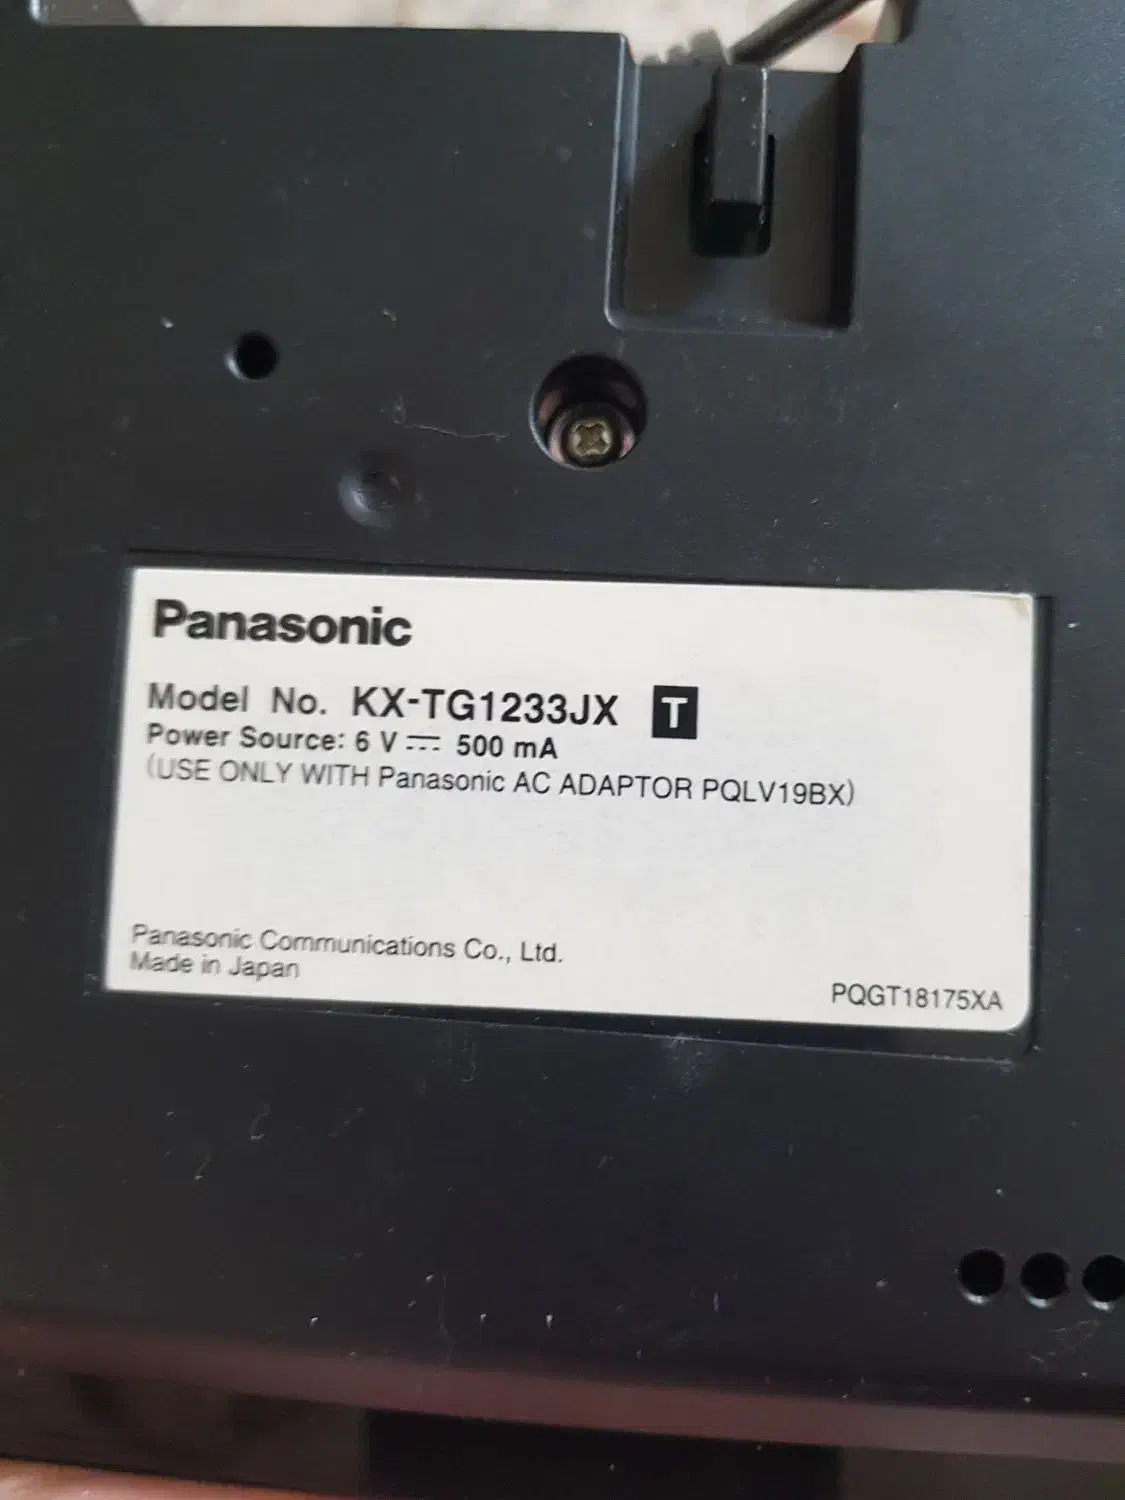 Panasonic
Model No. KX-TG1233JX T
Power Source: 6 V ⎓ 500 mA
(USE ONLY WITH Panasonic AC ADAPTOR PQLV19BX)
Panasonic Communications Co., Ltd.
Made in Japan
PQGT18175XA